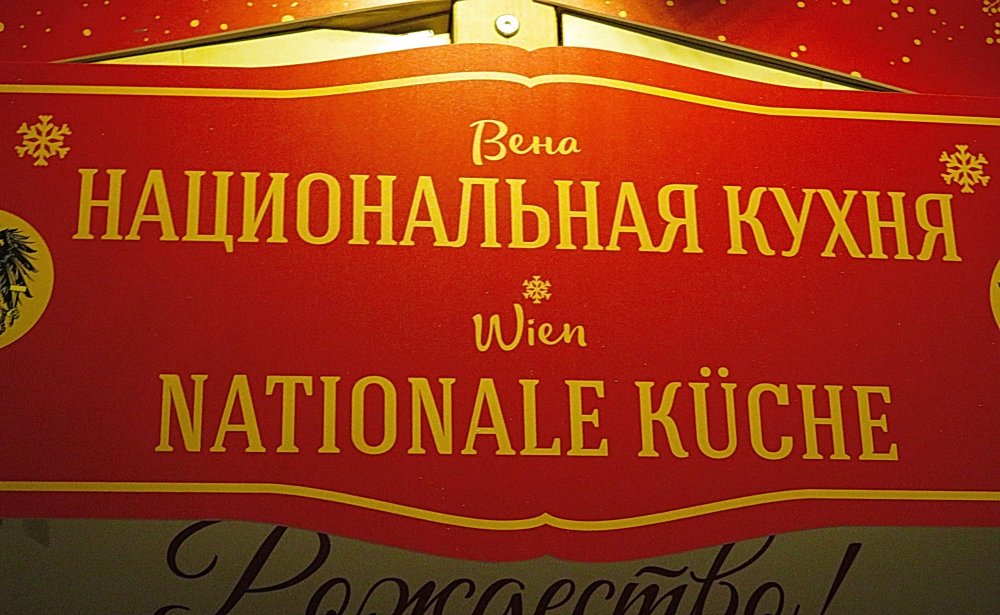 Вена
НАЦИОНАЛЬНАЯ КУХНЯ
Wien
NATIONALE KÜCHE
Рождество!